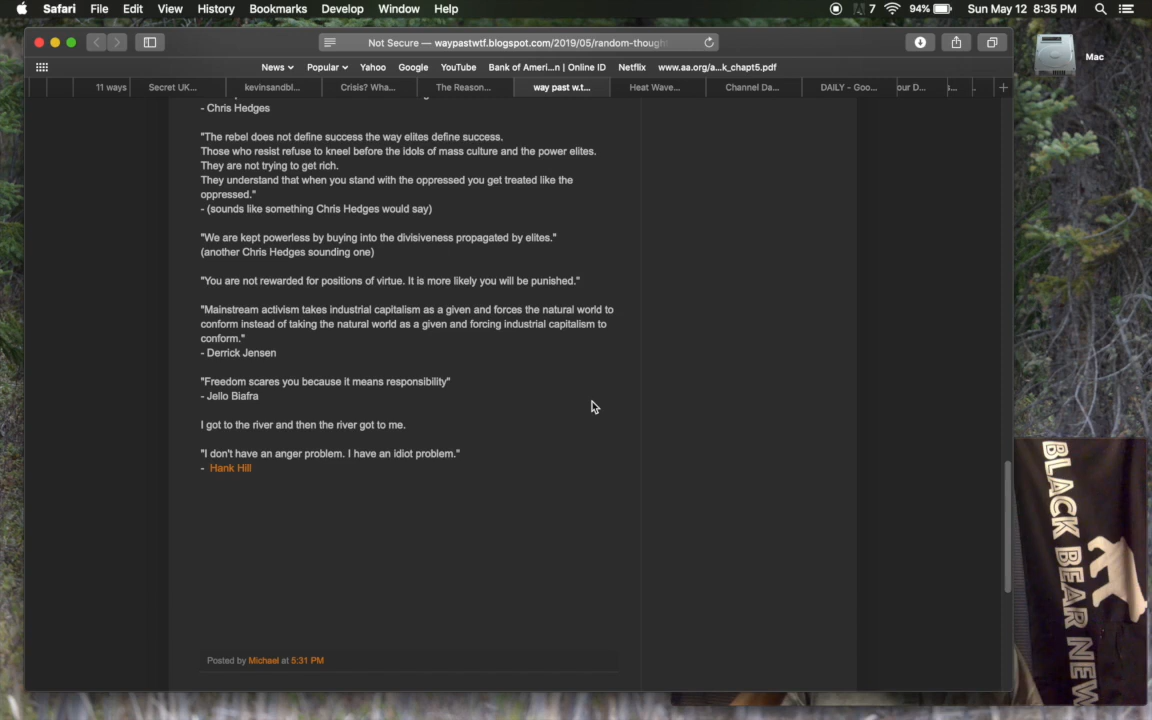 Safari File Edit View History Bookmarks Develop Window Help
7 94% Sun May 12 8:35 PM
Not Secure — waypastwtf.blogspot.com/2019/05/random-though
Mac
News Popular Yahoo Google YouTube Bank of Ameri...n | Online ID Netflix www.aa.org/a...k_chapt5.pdf
11 ways Secret UK... kevinsandbl... Crisis? Wha... The Reason... way past w.t... Heat Wave... Channel Da... DAILY - Goo... our D...
- Chris Hedges
"The rebel does not define success the way elites define success.
Those who resist refuse to kneel before the idols of mass culture and the power elites.
They are not trying to get rich.
They understand that when you stand with the oppressed you get treated like the
oppressed."
- (sounds like something Chris Hedges would say)
"We are kept powerless by buying into the divisiveness propagated by elites."
(another Chris Hedges sounding one)
"You are not rewarded for positions of virtue. It is more likely you will be punished."
"Mainstream activism takes industrial capitalism as a given and forces the natural world to
conform instead of taking the natural world as a given and forcing industrial capitalism to
conform."
- Derrick Jensen
"Freedom scares you because it means responsibility"
- Jello Biafra
I got to the river and then the river got to me.
"I don't have an anger problem. I have an idiot problem."
- Hank Hill
Posted by Michael at 5:31 PM
BLACK BEAR NEW